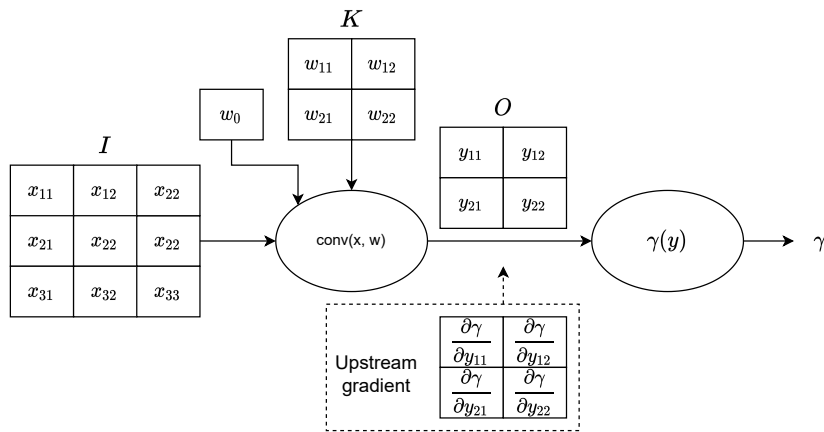 K
w₁₁ w₁₂
w₀
w₂₁ w₂₂
O
I
y₁₁ y₁₂
x₁₁ x₁₂ x₂₂
y₂₁ y₂₂
x₂₁ x₂₂ x₂₂
conv(x, w)
γ(y)
γ
x₃₁ x₃₂ x₃₃
Upstream
gradient
∂γ/∂y₁₁ ∂γ/∂y₁₂
∂γ/∂y₂₁ ∂γ/∂y₂₂